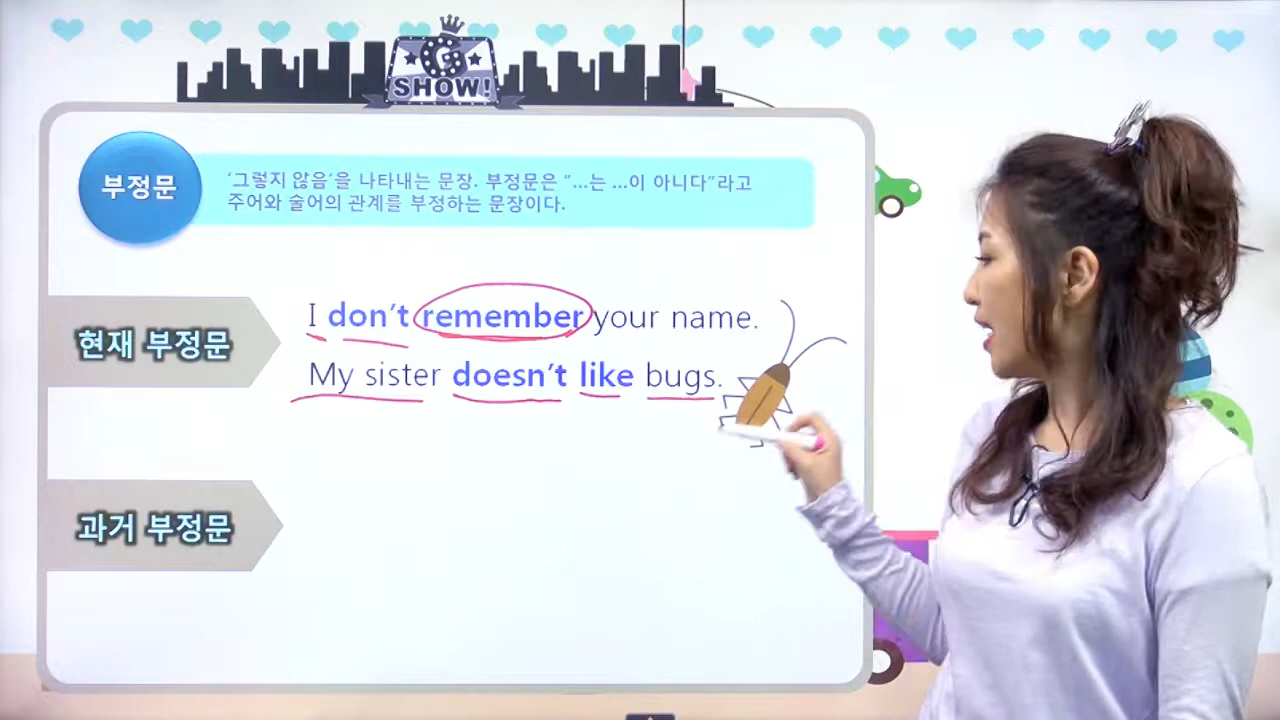 G
SHOW!
부정문
‘그렇지 않음’을 나타내는 문장. 부정문은 “...는 ...이 아니다”라고
주어와 술어의 관계를 부정하는 문장이다.
현재 부정문
I don’t remember your name.
My sister doesn’t like bugs.
과거 부정문